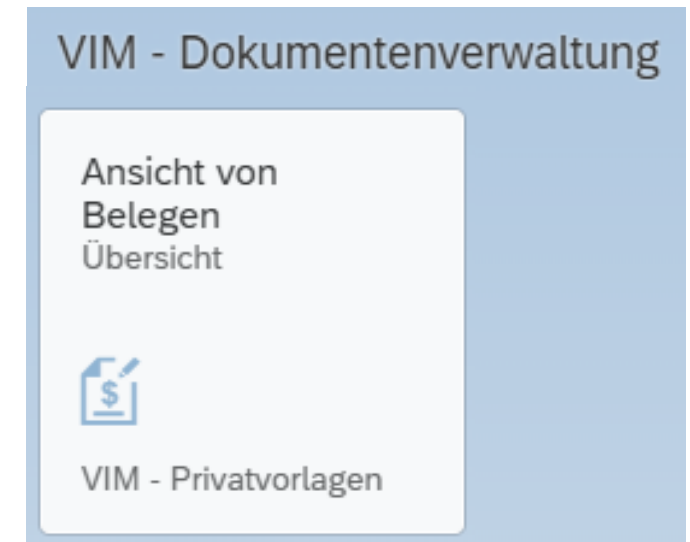 VIM - Dokumentenverwaltung
Ansicht von
Belegen
Übersicht
$
VIM - Privatvorlagen